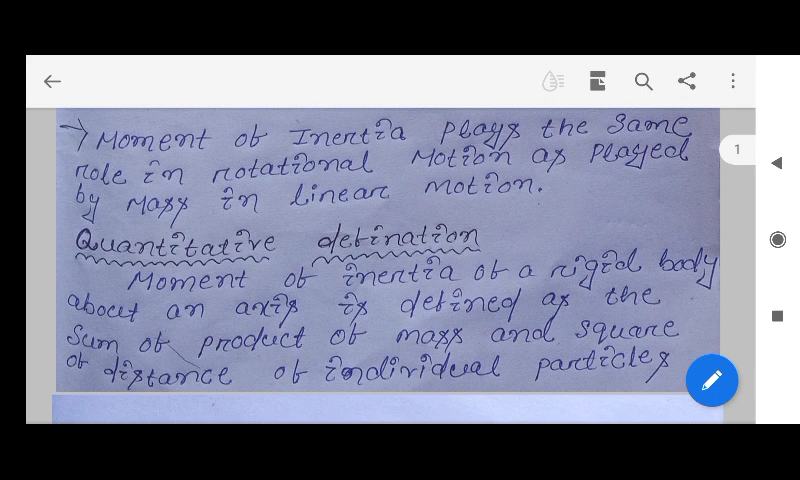 → Moment of Inertia plays the same
role in rotational Motion as played
by mass in linear motion.
Quantitative defination
Moment of inertia of a rigid body
about an axis is defined as the
Sum of product of mass and square
of distance of individual particles
1